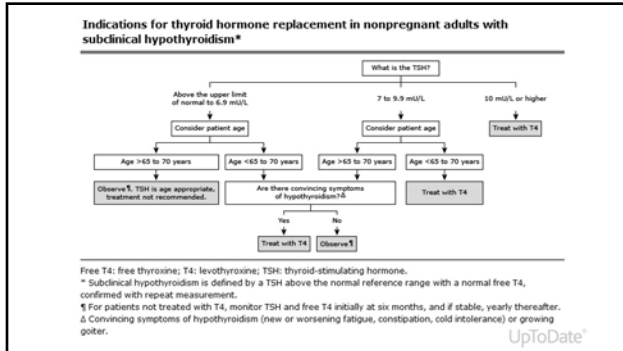 Indications for thyroid hormone replacement in nonpregnant adults with
subclinical hypothyroidism*
What is the TSH?
Above the upper limit
of normal to 6.9 mU/L
7 to 9.9 mU/L
10 mU/L or higher
Consider patient age
Consider patient age
Treat with T4
Age >65 to 70 years
Age <65 to 70 years
Age >65 to 70 years
Age <65 to 70 years
Observe¶. TSH is age appropriate,
treatment not recommended.
Are there convincing symptoms
of hypothyroidism?Δ
Treat with T4
Yes
No
Treat with T4
Observe¶
Free T4: free thyroxine; T4: levothyroxine; TSH: thyroid-stimulating hormone.
* Subclinical hypothyroidism is defined by a TSH above the normal reference range with a normal free T4,
confirmed with repeat measurement.
¶ For patients not treated with T4, monitor TSH and free T4 initially at six months, and if stable, yearly thereafter.
Δ Convincing symptoms of hypothyroidism (new or worsening fatigue, constipation, cold intolerance) or growing
goiter.
UpToDate®